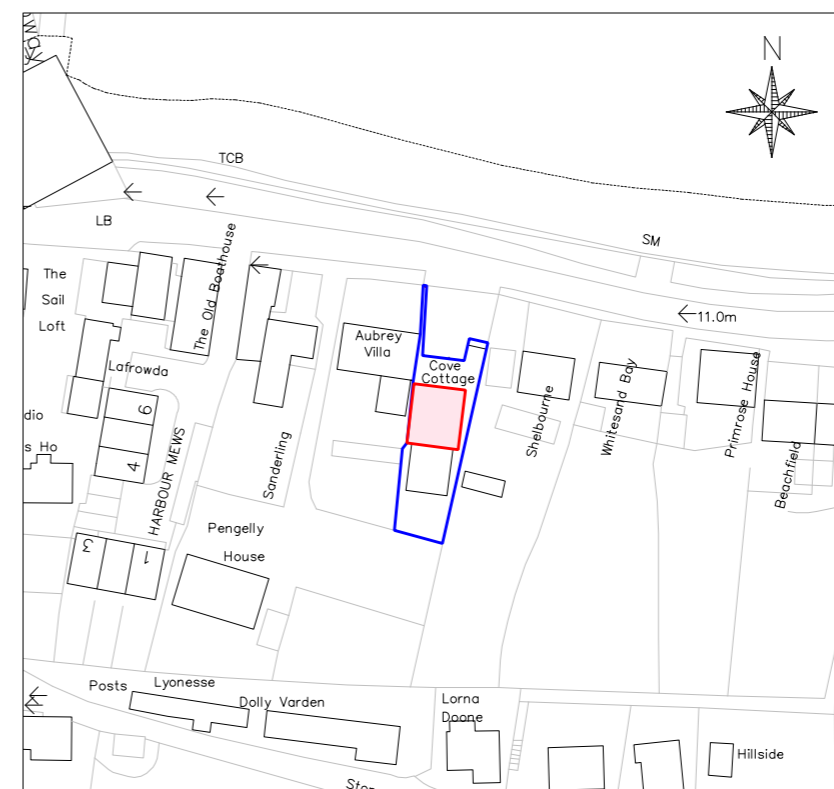 N
TCB
LB
SM
11.0m
The
Sail
Loft
The Old Boathouse
Lafrowda
Aubrey
Villa
Cove
Cottage
Shelbourne
Whitesand Bay
Primrose House
Beachfield
6
4
HARBOUR MEWS
Sanderling
dio
s Ho
3
1
Pengelly
House
Posts
Lyonesse
Dolly Varden
Lorna
Doone
Hillside